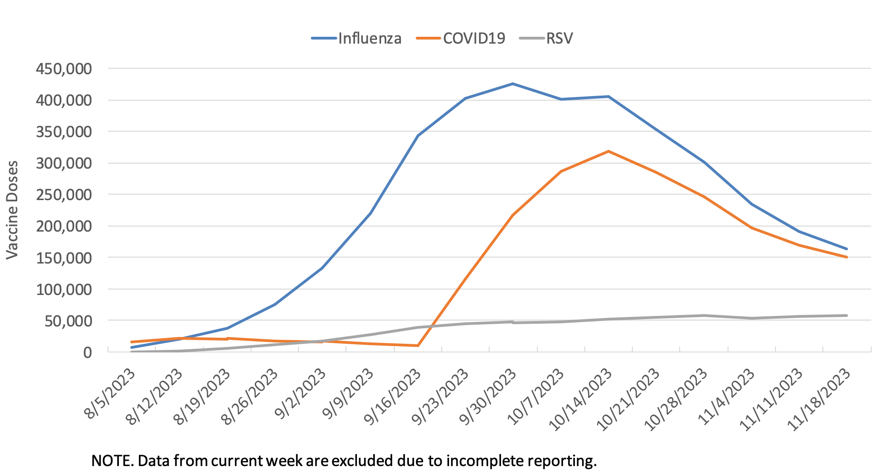 Influenza COVID19 RSV
450,000
400,000
350,000
300,000
250,000
200,000
150,000
100,000
50,000
0
Vaccine Doses
8/5/2023 8/12/2023 8/19/2023 8/26/2023 9/2/2023 9/9/2023 9/16/2023 9/23/2023 9/30/2023 10/7/2023 10/14/2023 10/21/2023 10/28/2023 11/4/2023 11/11/2023 11/18/2023
NOTE. Data from current week are excluded due to incomplete reporting.